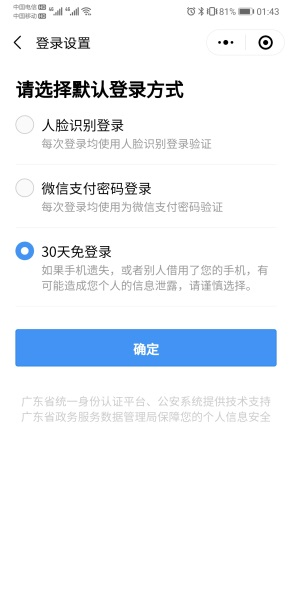 中国电信 HD 46 46 81% 01:43
中国移动 HD
登录设置
请选择默认登录方式
人脸识别登录
每次登录均使用人脸识别登录验证
微信支付密码登录
每次登录均使用为微信支付密码验证
30天免登录
如果手机遗失，或者别人借用了您的手机，有
可能造成您个人的信息泄露，请谨慎选择。
确定
广东省统一身份认证平台、公安系统提供技术支持
广东省政务服务数据管理局保障您的个人信息安全